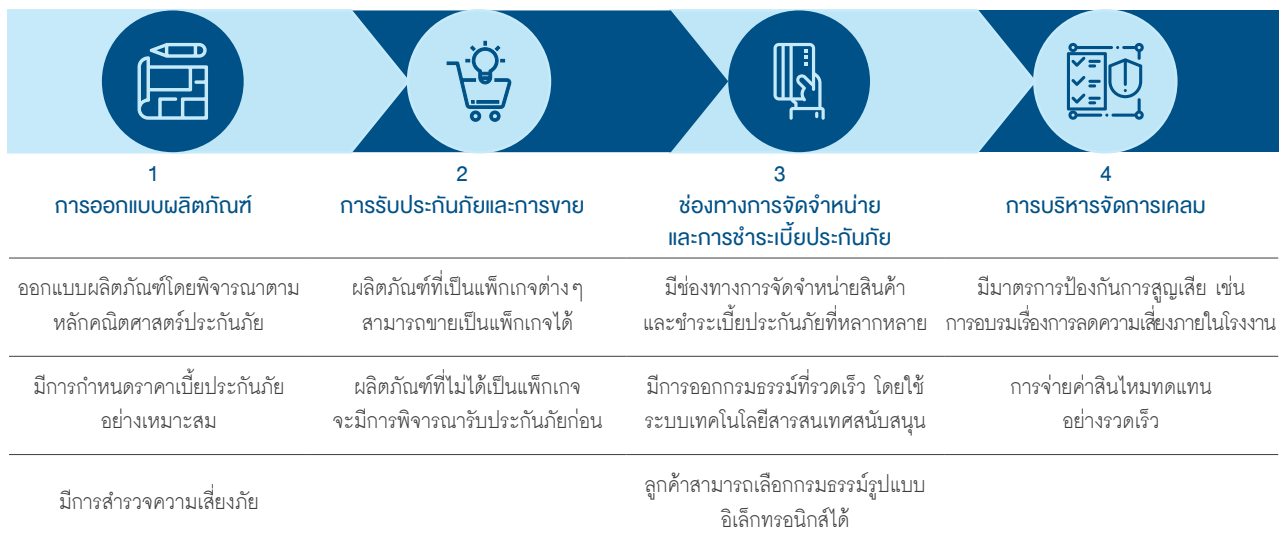 1
การออกแบบผลิตภัณฑ์
ออกแบบผลิตภัณฑ์โดยพิจารณาตาม
หลักคณิตศาสตร์ประกันภัย
มีการกำหนดราคาเบี้ยประกันภัย
อย่างเหมาะสม
มีการสำรวจความเสี่ยงภัย
2
การรับประกันภัยและการขาย
ผลิตภัณฑ์ที่เป็นแพ็กเกจต่างๆ
สามารถขายเป็นแพ็กเกจได้
ผลิตภัณฑ์ที่ไม่ได้เป็นแพ็กเกจ
จะมีการพิจารณารับประกันภัยก่อน
3
ช่องทางการจัดจำหน่าย
และการชำระเบี้ยประกันภัย
มีช่องทางการจัดจำหน่ายสินค้า
และชำระเบี้ยประกันภัยที่หลากหลาย
มีการออกกรมธรรม์ที่รวดเร็ว โดยใช้
ระบบเทคโนโลยีสารสนเทศสนับสนุน
ลูกค้าสามารถเลือกกรมธรรม์รูปแบบ
อิเล็กทรอนิกส์ได้
4
การบริหารจัดการเคลม
มีมาตรการป้องกันการสูญเสีย เช่น
การอบรมเรื่องการลดความเสี่ยงภายในโรงงาน
การจ่ายค่าสินไหมทดแทน
อย่างรวดเร็ว